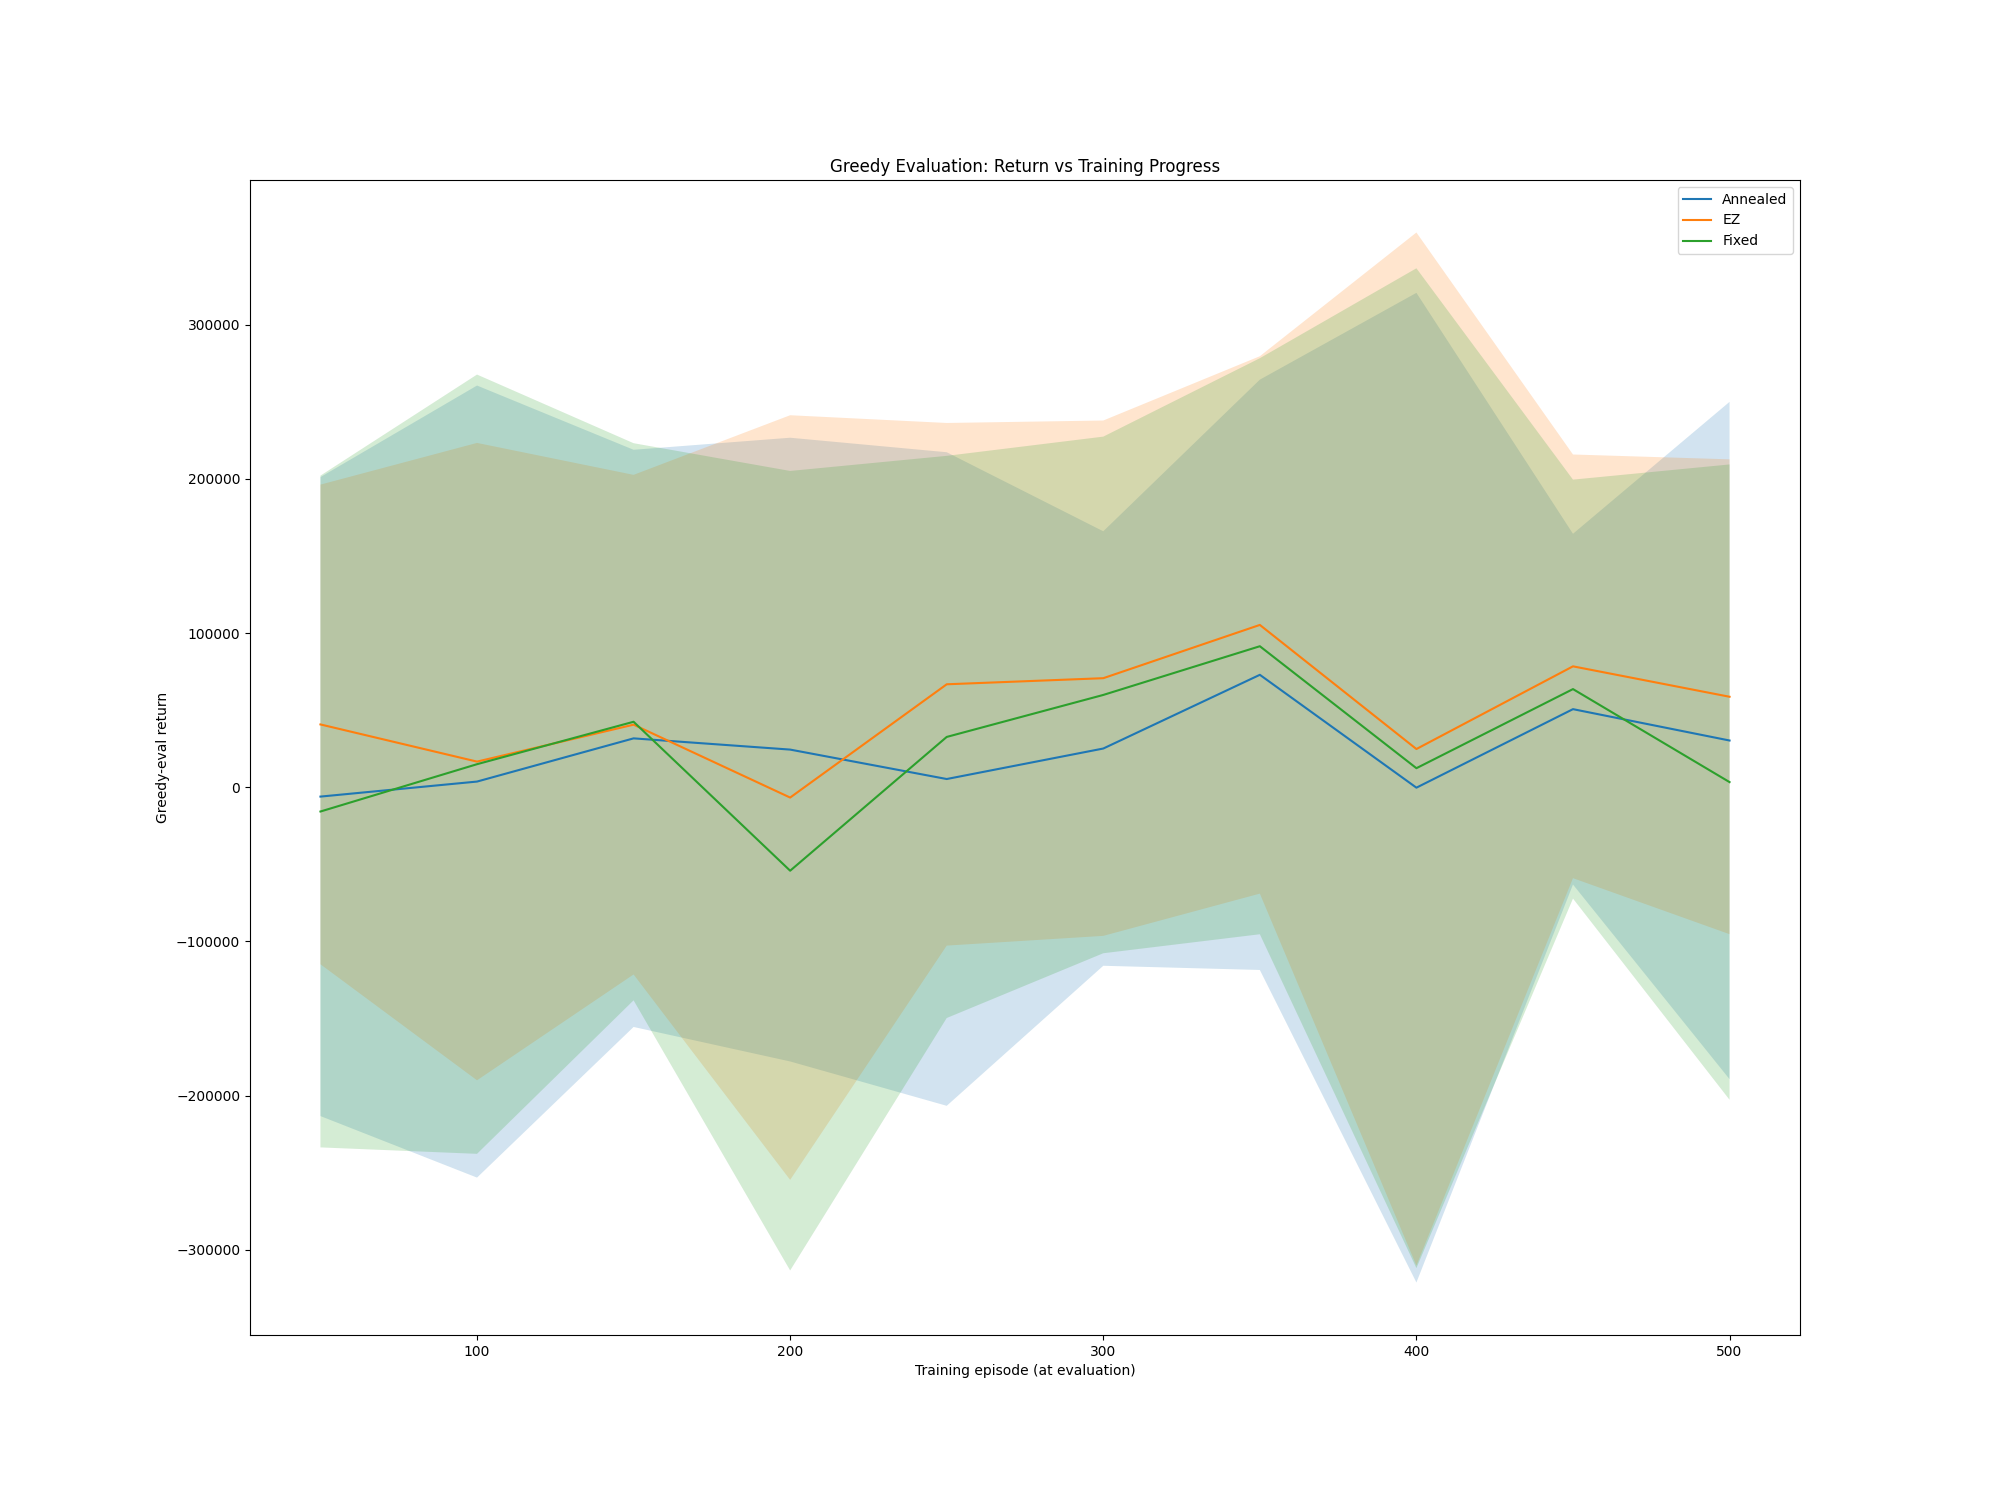 Greedy Evaluation: Return vs Training Progress
Annealed
EZ
Fixed
300000
200000
100000
0
−100000
−200000
−300000
Greedy-eval return
100
200
300
400
500
Training episode (at evaluation)